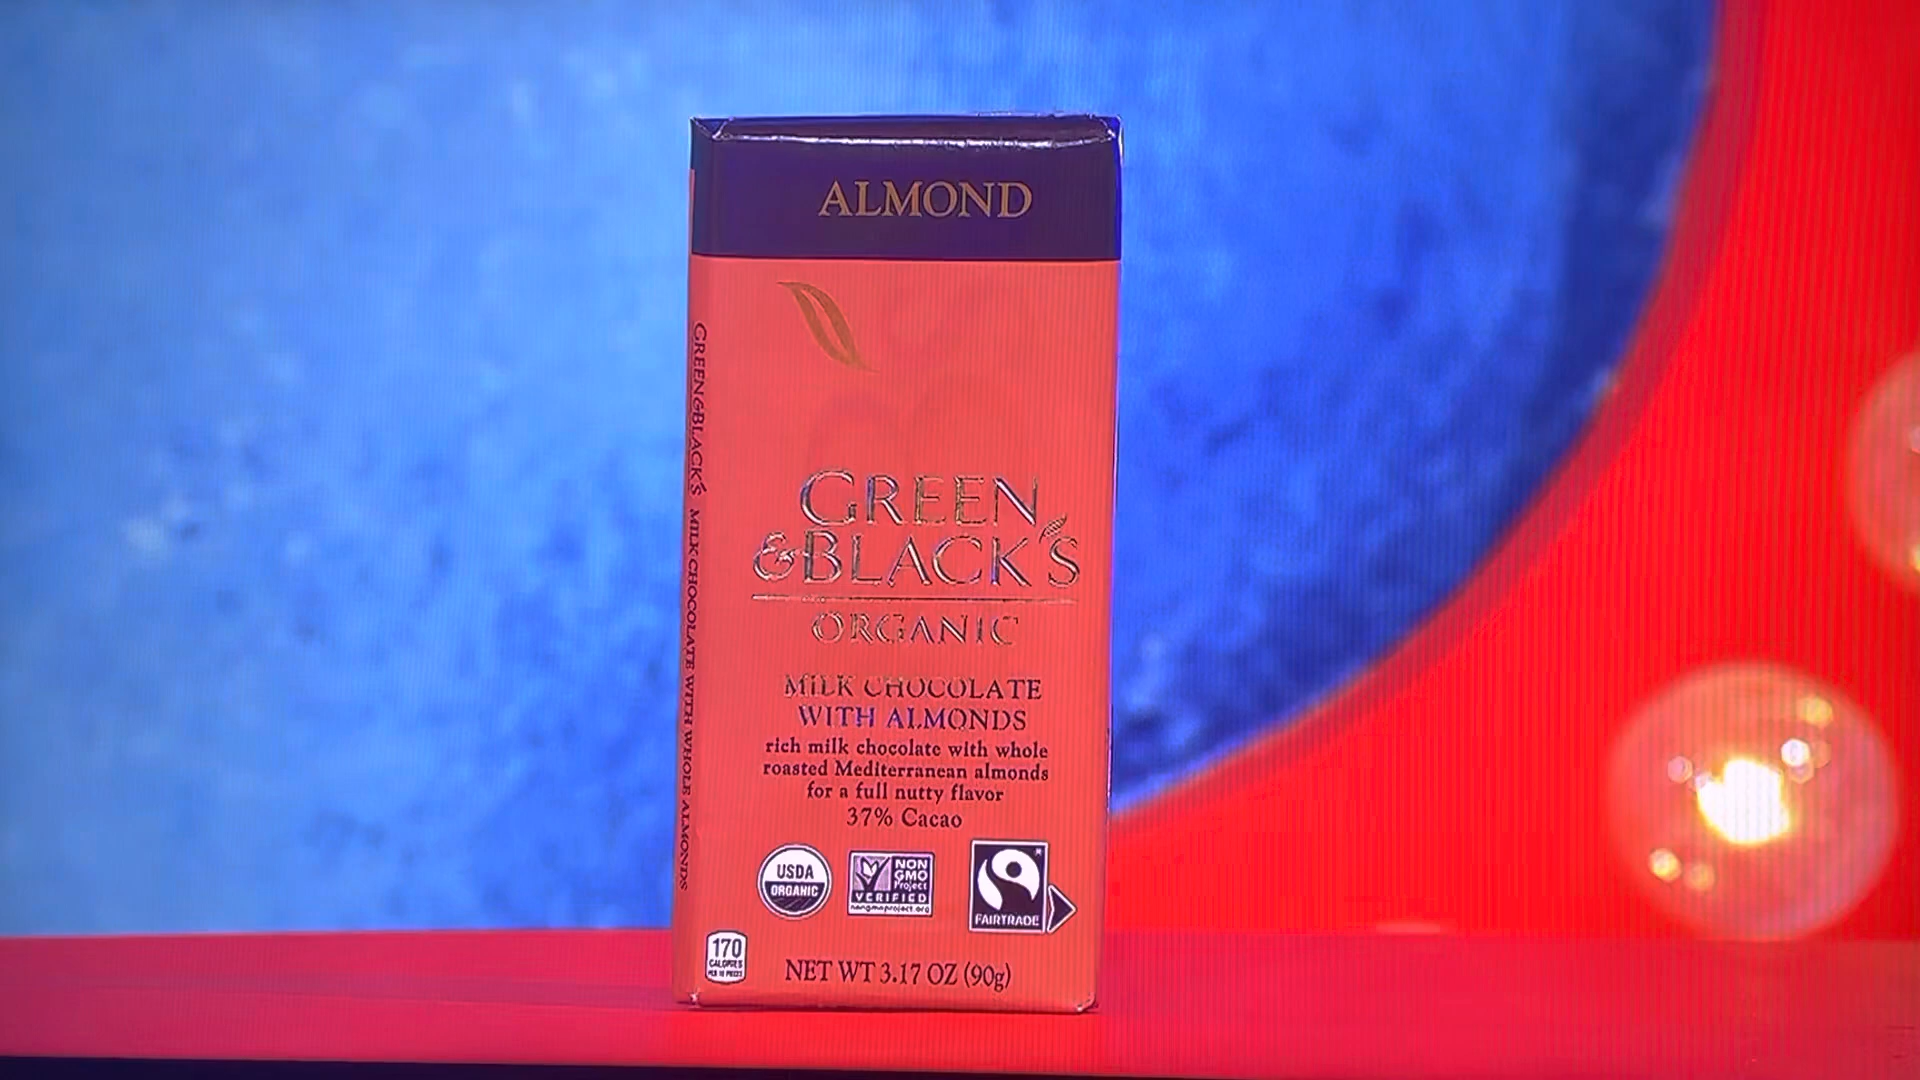 ALMOND
GREEN
&BLACK'S
ORGANIC
MILK CHOCOLATE
WITH ALMONDS
rich milk chocolate with whole
roasted Mediterranean almonds
for a full nutty flavor
37% Cacao
USDA
ORGANIC
NON
GMO
Project
VERIFIED
nongmoproject.org
FAIRTRADE
170
CALORIES
NET WT 3.17 OZ (90g)
GREEN&BLACK'S MILK CHOCOLATE WITH WHOLE ALMONDS